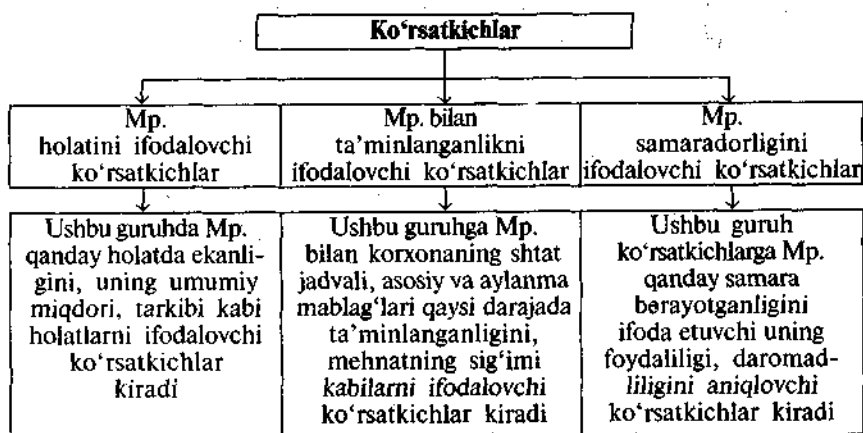 Ko‘rsatkichlar
Mp.
holatini ifodalovchi
ko‘rsatkichlar
Mp. bilan
ta’minlanganlikni
ifodalovchi ko‘rsatkichlar
Mp.
samaradorligini
ifodalovchi ko‘rsatkichlar
Ushbu guruhda Mp.
qanday holatda ekanli-
gini, uning umumiy
miqdori, tarkibi kabi
holatlarni ifodalovchi
ko‘rsatkichlar
kiradi
Ushbu guruhga Mp.
bilan korxonaning shtat
jadvali, asosiy va aylanma
mablag‘lari qaysi darajada
ta’minlanganligini,
mehnatning sig‘imi
kabilarni ifodalovchi
ko‘rsatkichlar kiradi
Ushbu guruh
ko‘rsatkichlarga Mp.
qanday samara
berayotganligini
ifoda etuvchi uning
foydaliligi, daromad-
liligini aniqlovchi
ko‘rsatkichlar kiradi